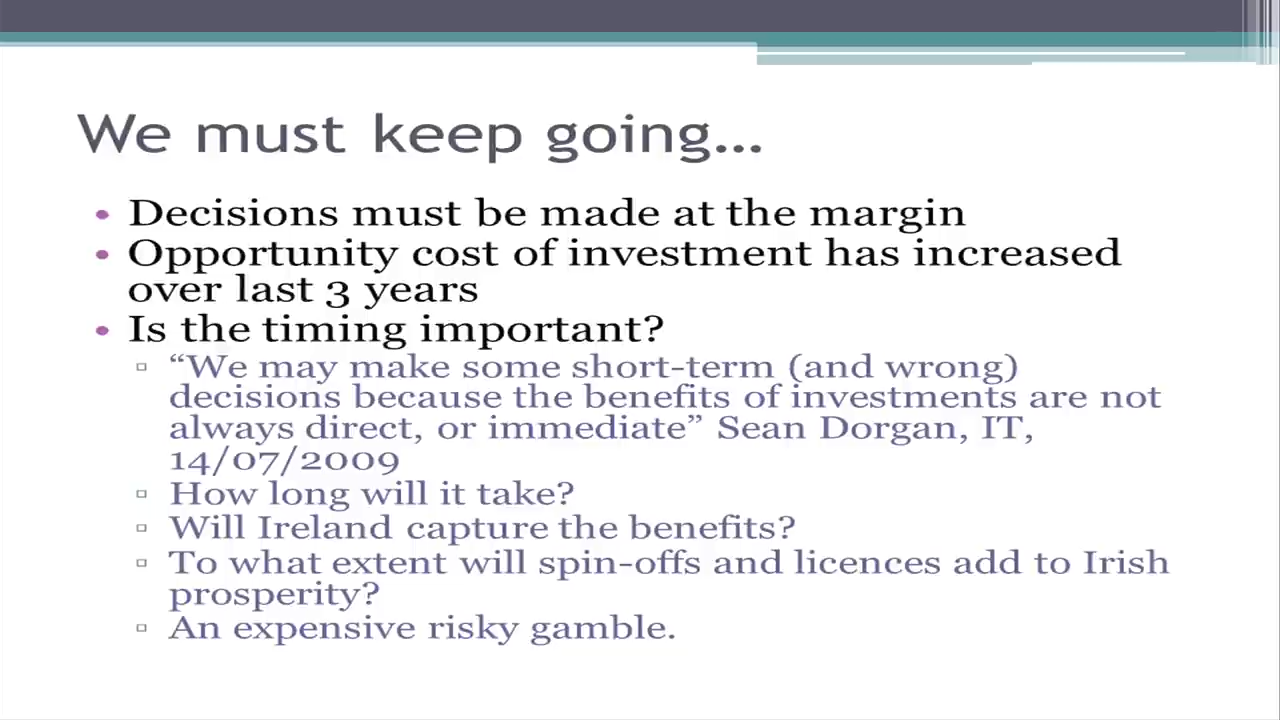 We must keep going...
• Decisions must be made at the margin
• Opportunity cost of investment has increased
over last 3 years
• Is the timing important?
▫ “We may make some short-term (and wrong)
decisions because the benefits of investments are not
always direct, or immediate” Sean Dorgan, IT,
14/07/2009
▫ How long will it take?
▫ Will Ireland capture the benefits?
▫ To what extent will spin-offs and licences add to Irish
prosperity?
▫ An expensive risky gamble.